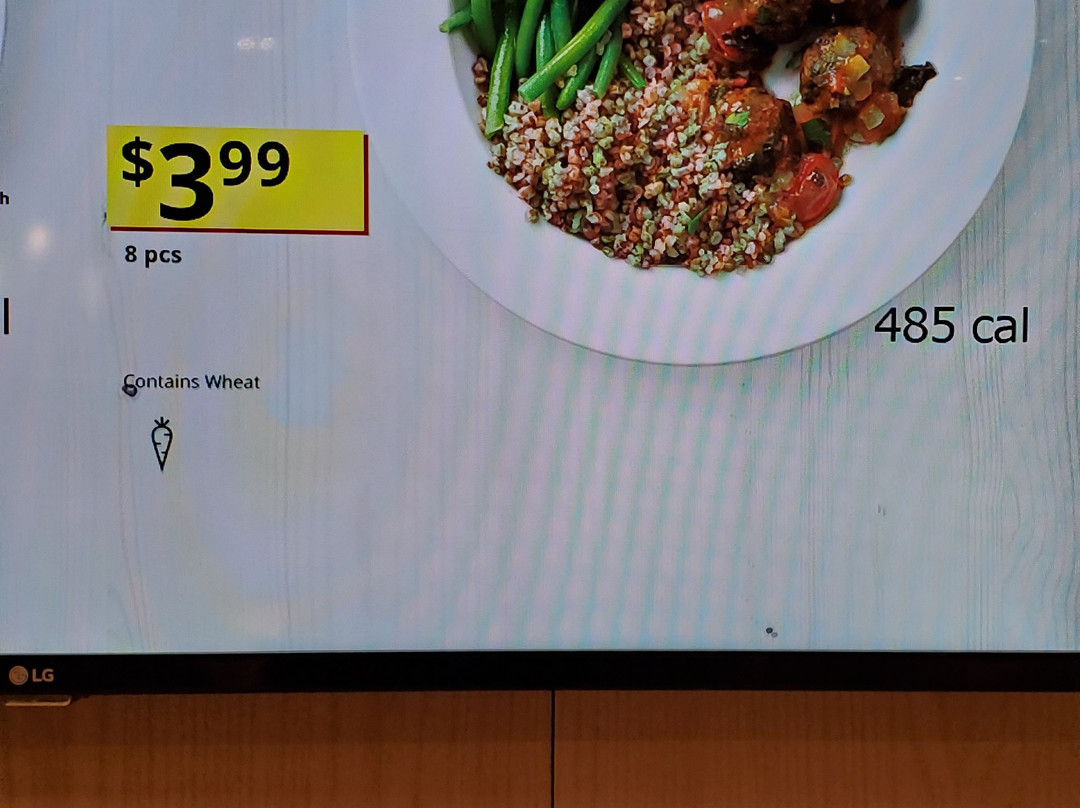 $3 99
8 pcs
485 cal
Contains Wheat
LG